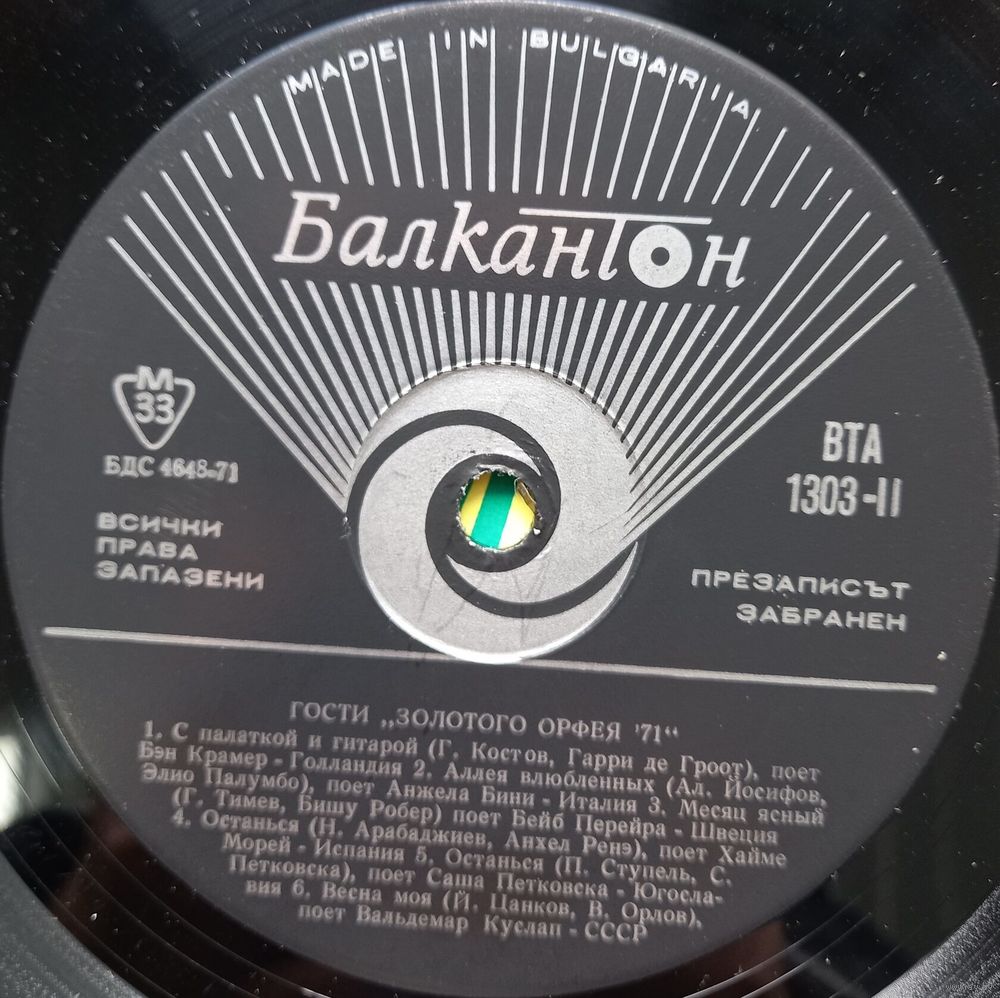 MADE IN BULGARIA
Балкантон
М
33
БДС 4648-71
ВТА
1303-II
ВСИЧКИ
ПРАВА
ЗАПАЗЕНИ
ПРЕЗАПИСЪТ
ЗАБРАНЕН
ГОСТИ „ЗОЛОТОГО ОРФЕЯ '71“
1. С палаткой и гитарой (Г. Костов, Гарри де Гроот), поет
Бэн Крамер - Голландия 2. Аллея влюбленных (Ал. Йосифов,
Элио Палумбо), поет Анжела Бини - Италия 3. Месяц ясный
(Г. Тимев, Бишу Робер) поет Бейб Перейра - Швеция
4. Останься (Н. Арабаджиев, Анхел Ренэ), поет Хайме
Морей - Испания 5. Останься (П. Ступель, С.
Петковска), поет Саша Петковска - Югосла-
вия 6. Весна моя (Й. Цанков, В. Орлов),
поет Вальдемар Куслап - СССР